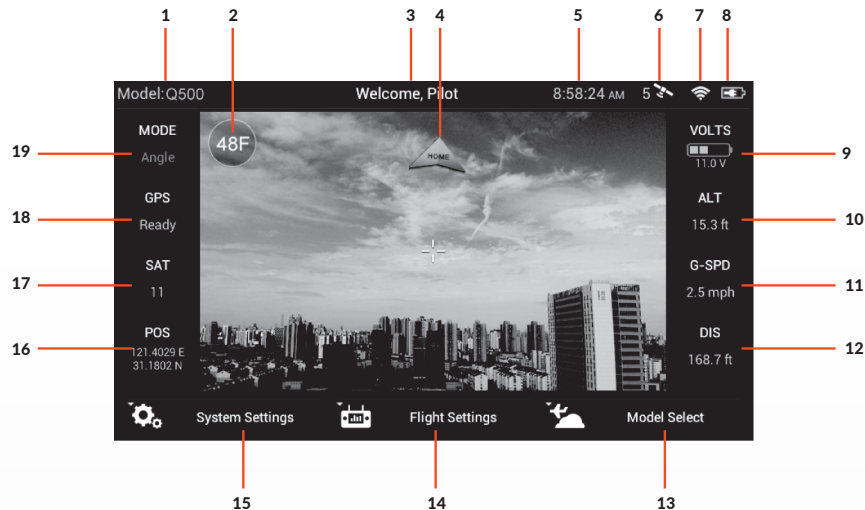 1 2 3 4 5 6 7 8
Model:Q500 Welcome, Pilot 8:58:24 AM 5
MODE
Angle
GPS
Ready
SAT
11
POS
121.4029 E
31.1802 N
48F
HOME
VOLTS
11.0 V
ALT
15.3 ft
G-SPD
2.5 mph
DIS
168.7 ft
19
18
17
16
9
10
11
12
System Settings Flight Settings Model Select
15 14 13